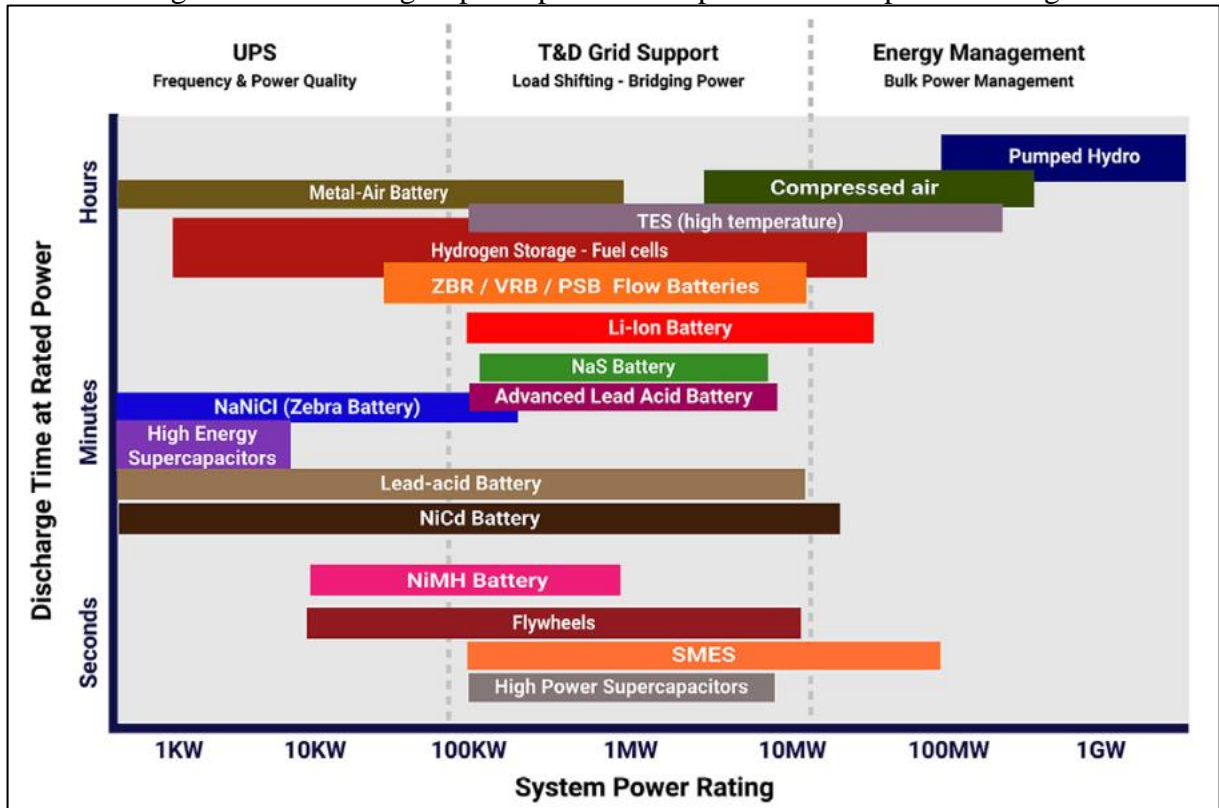 UPS
Frequency & Power Quality
T&D Grid Support
Load Shifting - Bridging Power
Energy Management
Bulk Power Management
Discharge Time at Rated Power
Hours
Minutes
Seconds
Pumped Hydro
Metal-Air Battery
Compressed air
TES (high temperature)
Hydrogen Storage - Fuel cells
ZBR / VRB / PSB Flow Batteries
Li-Ion Battery
NaS Battery
Advanced Lead Acid Battery
NaNiCl (Zebra Battery)
High Energy
Supercapacitors
Lead-acid Battery
NiCd Battery
NiMH Battery
Flywheels
SMES
High Power Supercapacitors
1KW 10KW 100KW 1MW 10MW 100MW 1GW
System Power Rating